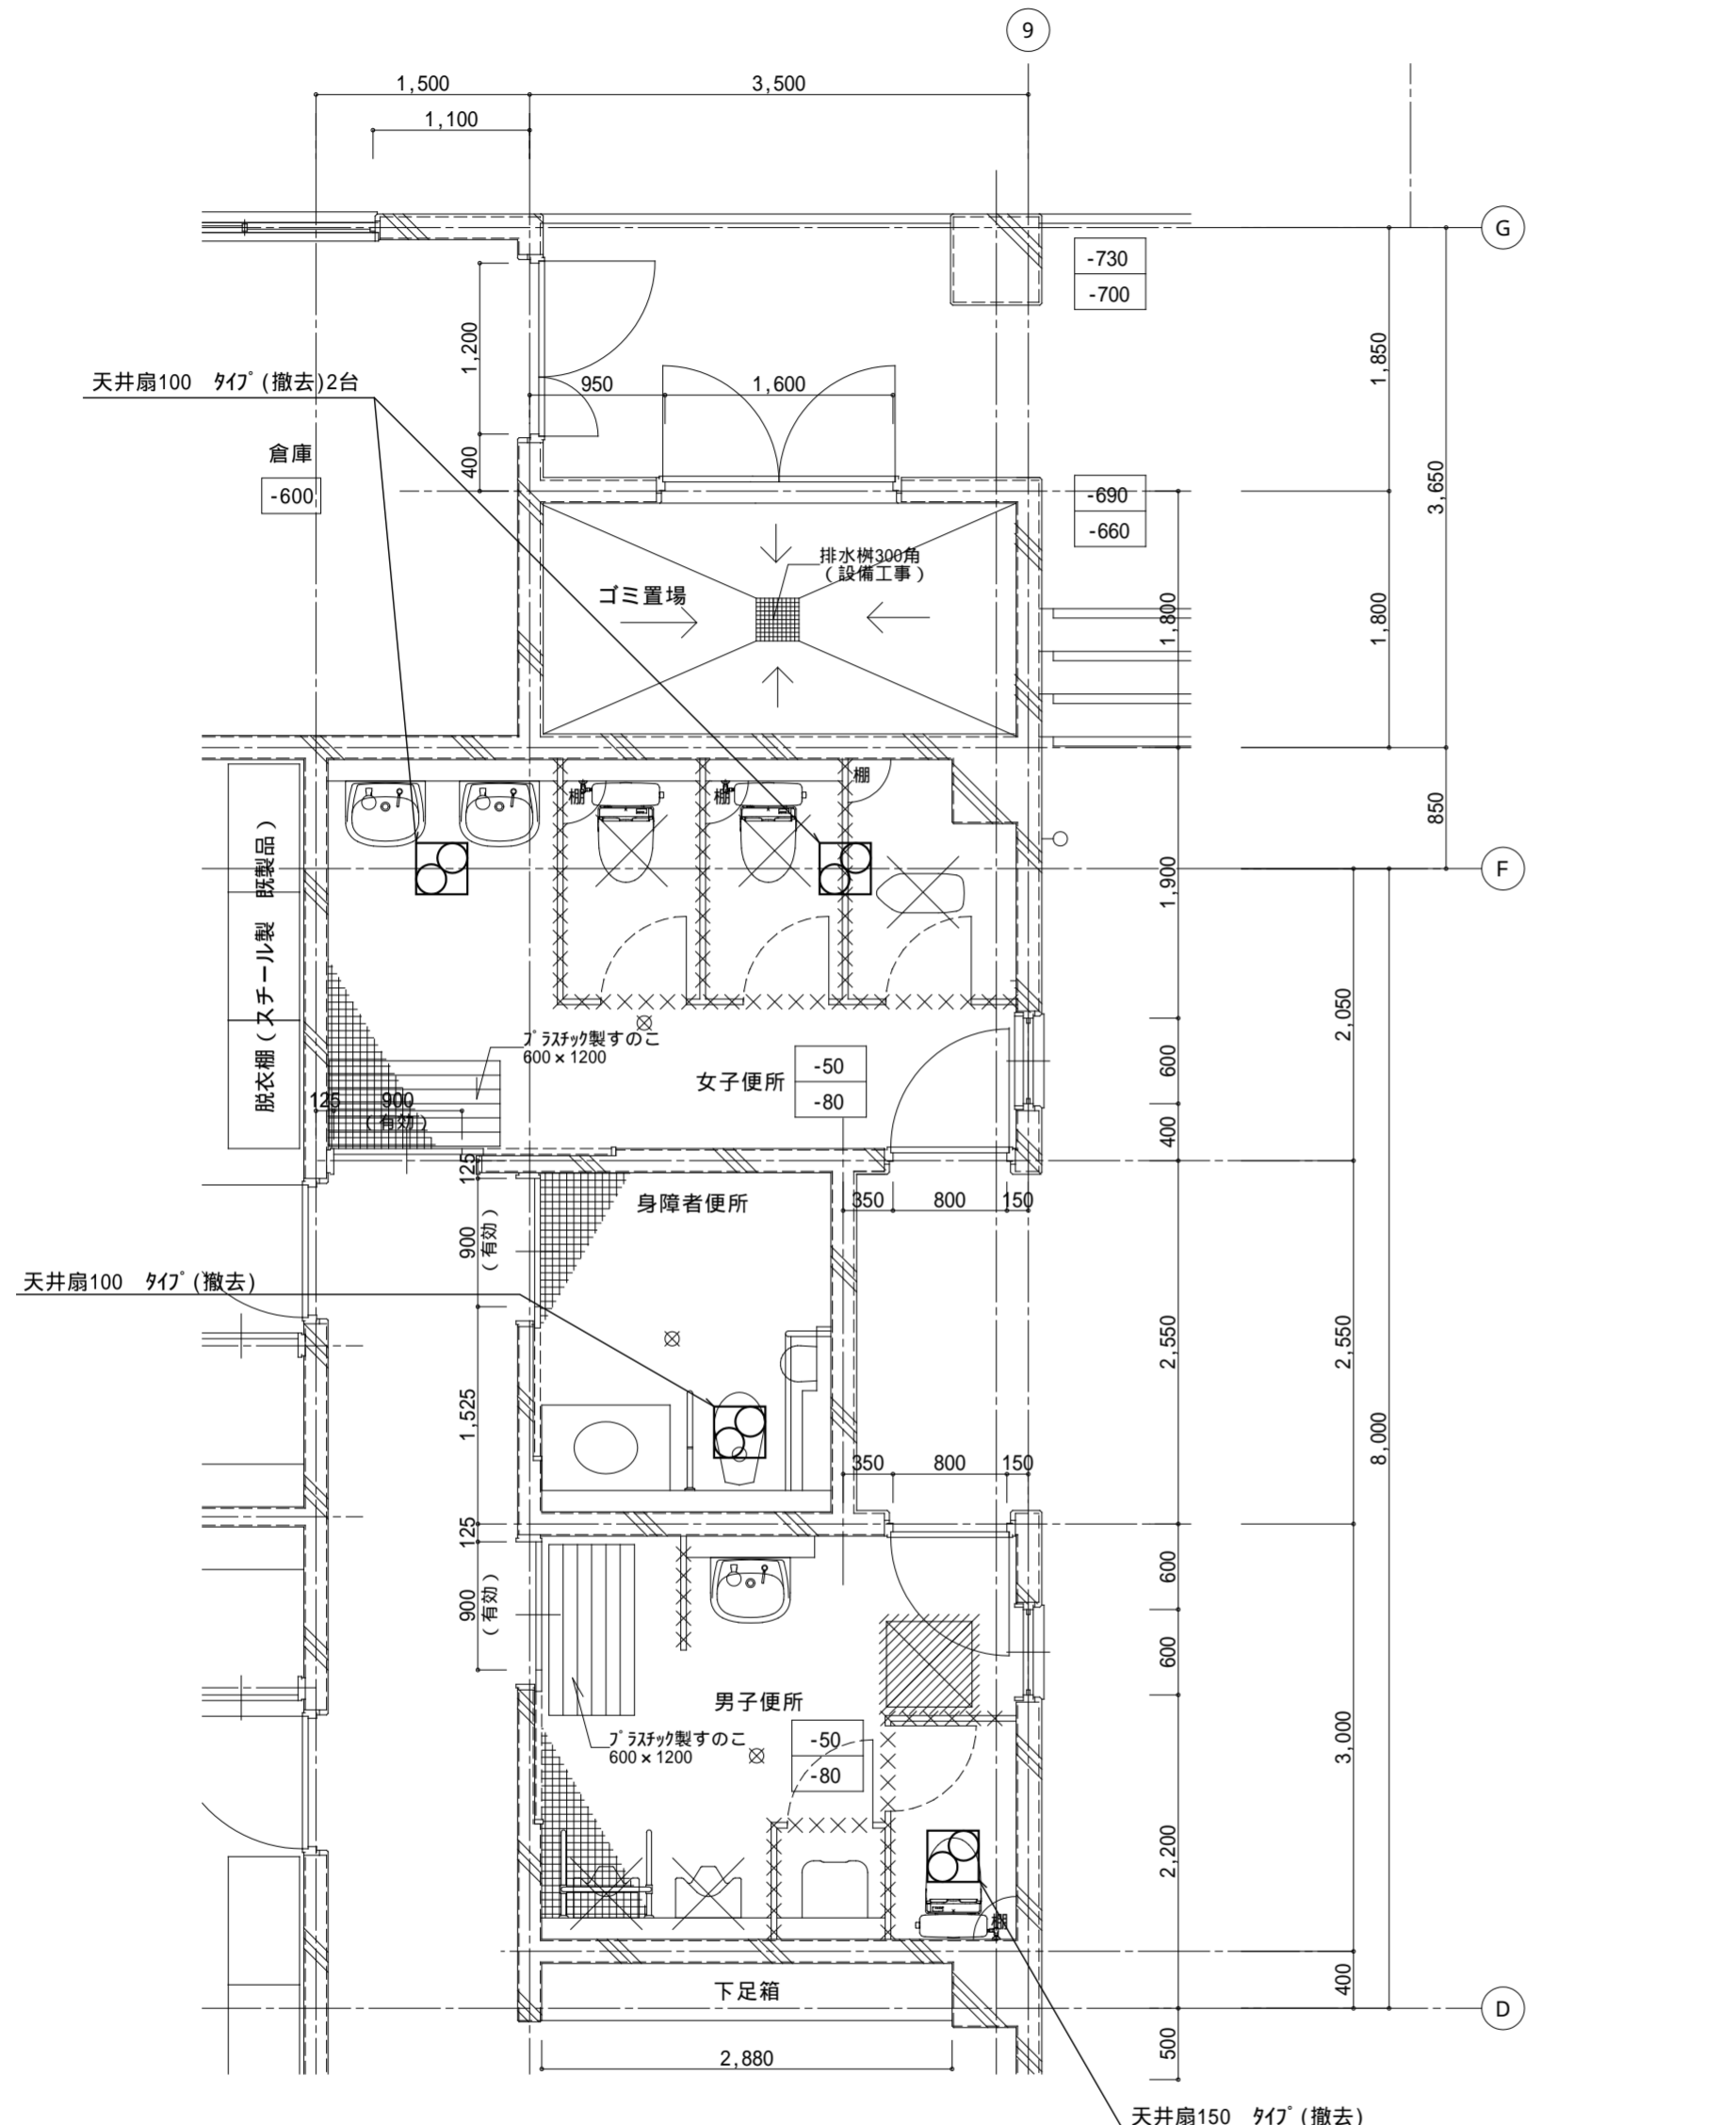 9
1,500
3,500
1,100
G
-730
-700
1,200
1,850
天井扇100 ﾀｲﾌﾟ(撤去)2台
950
1,600
倉庫
-600
400
3,650
-690
-660
排水桝300角
(設備工事)
ゴミ置場
1,800
1,800
棚
棚
棚
850
脱衣棚(スチール製 既製品)
F
1,900
2,050
ﾌﾟﾗｽﾁｯｸ製すのこ
600×1200
600
女子便所
-50
-80
125
900
(有効)
400
125
身障者便所
350
800
150
900
(有効)
天井扇100 ﾀｲﾌﾟ(撤去)
2,550
2,550
1,525
8,000
350
800
150
125
600
900
(有効)
600
男子便所
-50
-80
ﾌﾟﾗｽﾁｯｸ製すのこ
600×1200
3,000
2,200
棚
下足箱
400
D
500
2,880
天井扇150 ﾀｲﾌﾟ(撤去)